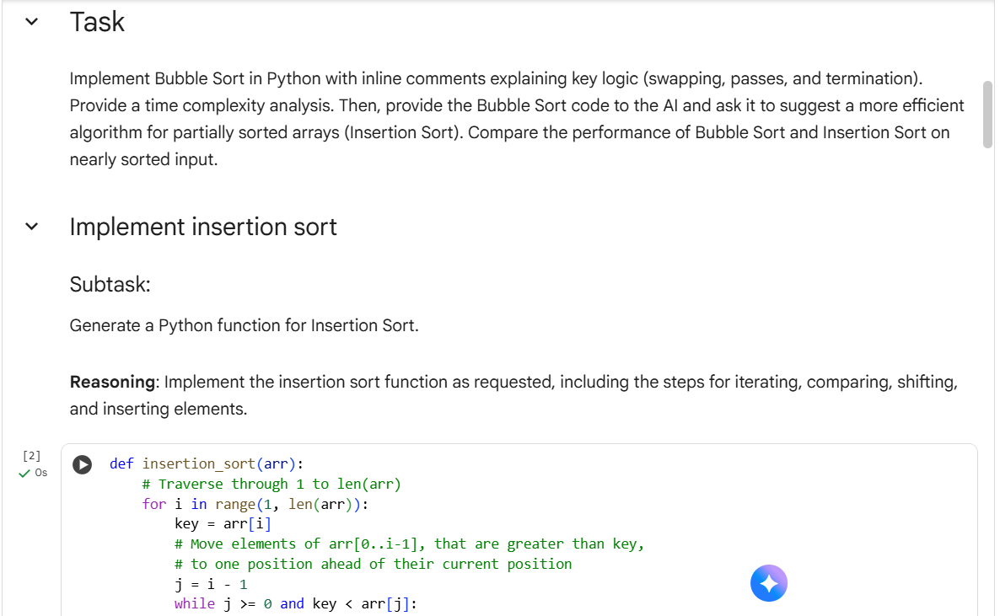 Task
Implement Bubble Sort in Python with inline comments explaining key logic (swapping, passes, and termination).
Provide a time complexity analysis. Then, provide the Bubble Sort code to the AI and ask it to suggest a more efficient
algorithm for partially sorted arrays (Insertion Sort). Compare the performance of Bubble Sort and Insertion Sort on
nearly sorted input.
Implement insertion sort
Subtask:
Generate a Python function for Insertion Sort.
Reasoning: Implement the insertion sort function as requested, including the steps for iterating, comparing, shifting,
and inserting elements.
[2]
0s
def insertion_sort(arr):
    # Traverse through 1 to len(arr)
    for i in range(1, len(arr)):
        key = arr[i]
        # Move elements of arr[0..i-1], that are greater than key,
        # to one position ahead of their current position
        j = i - 1
        while j >= 0 and key < arr[j]: